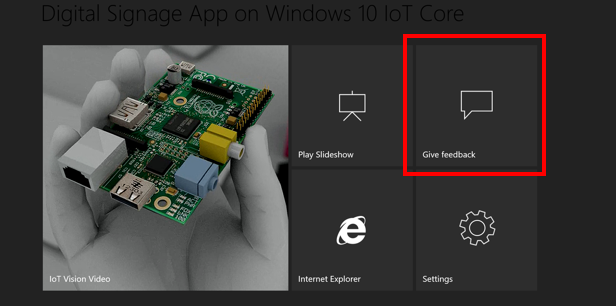 Digital Signage App on Windows 10 IoT Core
Play Slideshow
Give feedback
IoT Vision Video
Internet Explorer
Settings